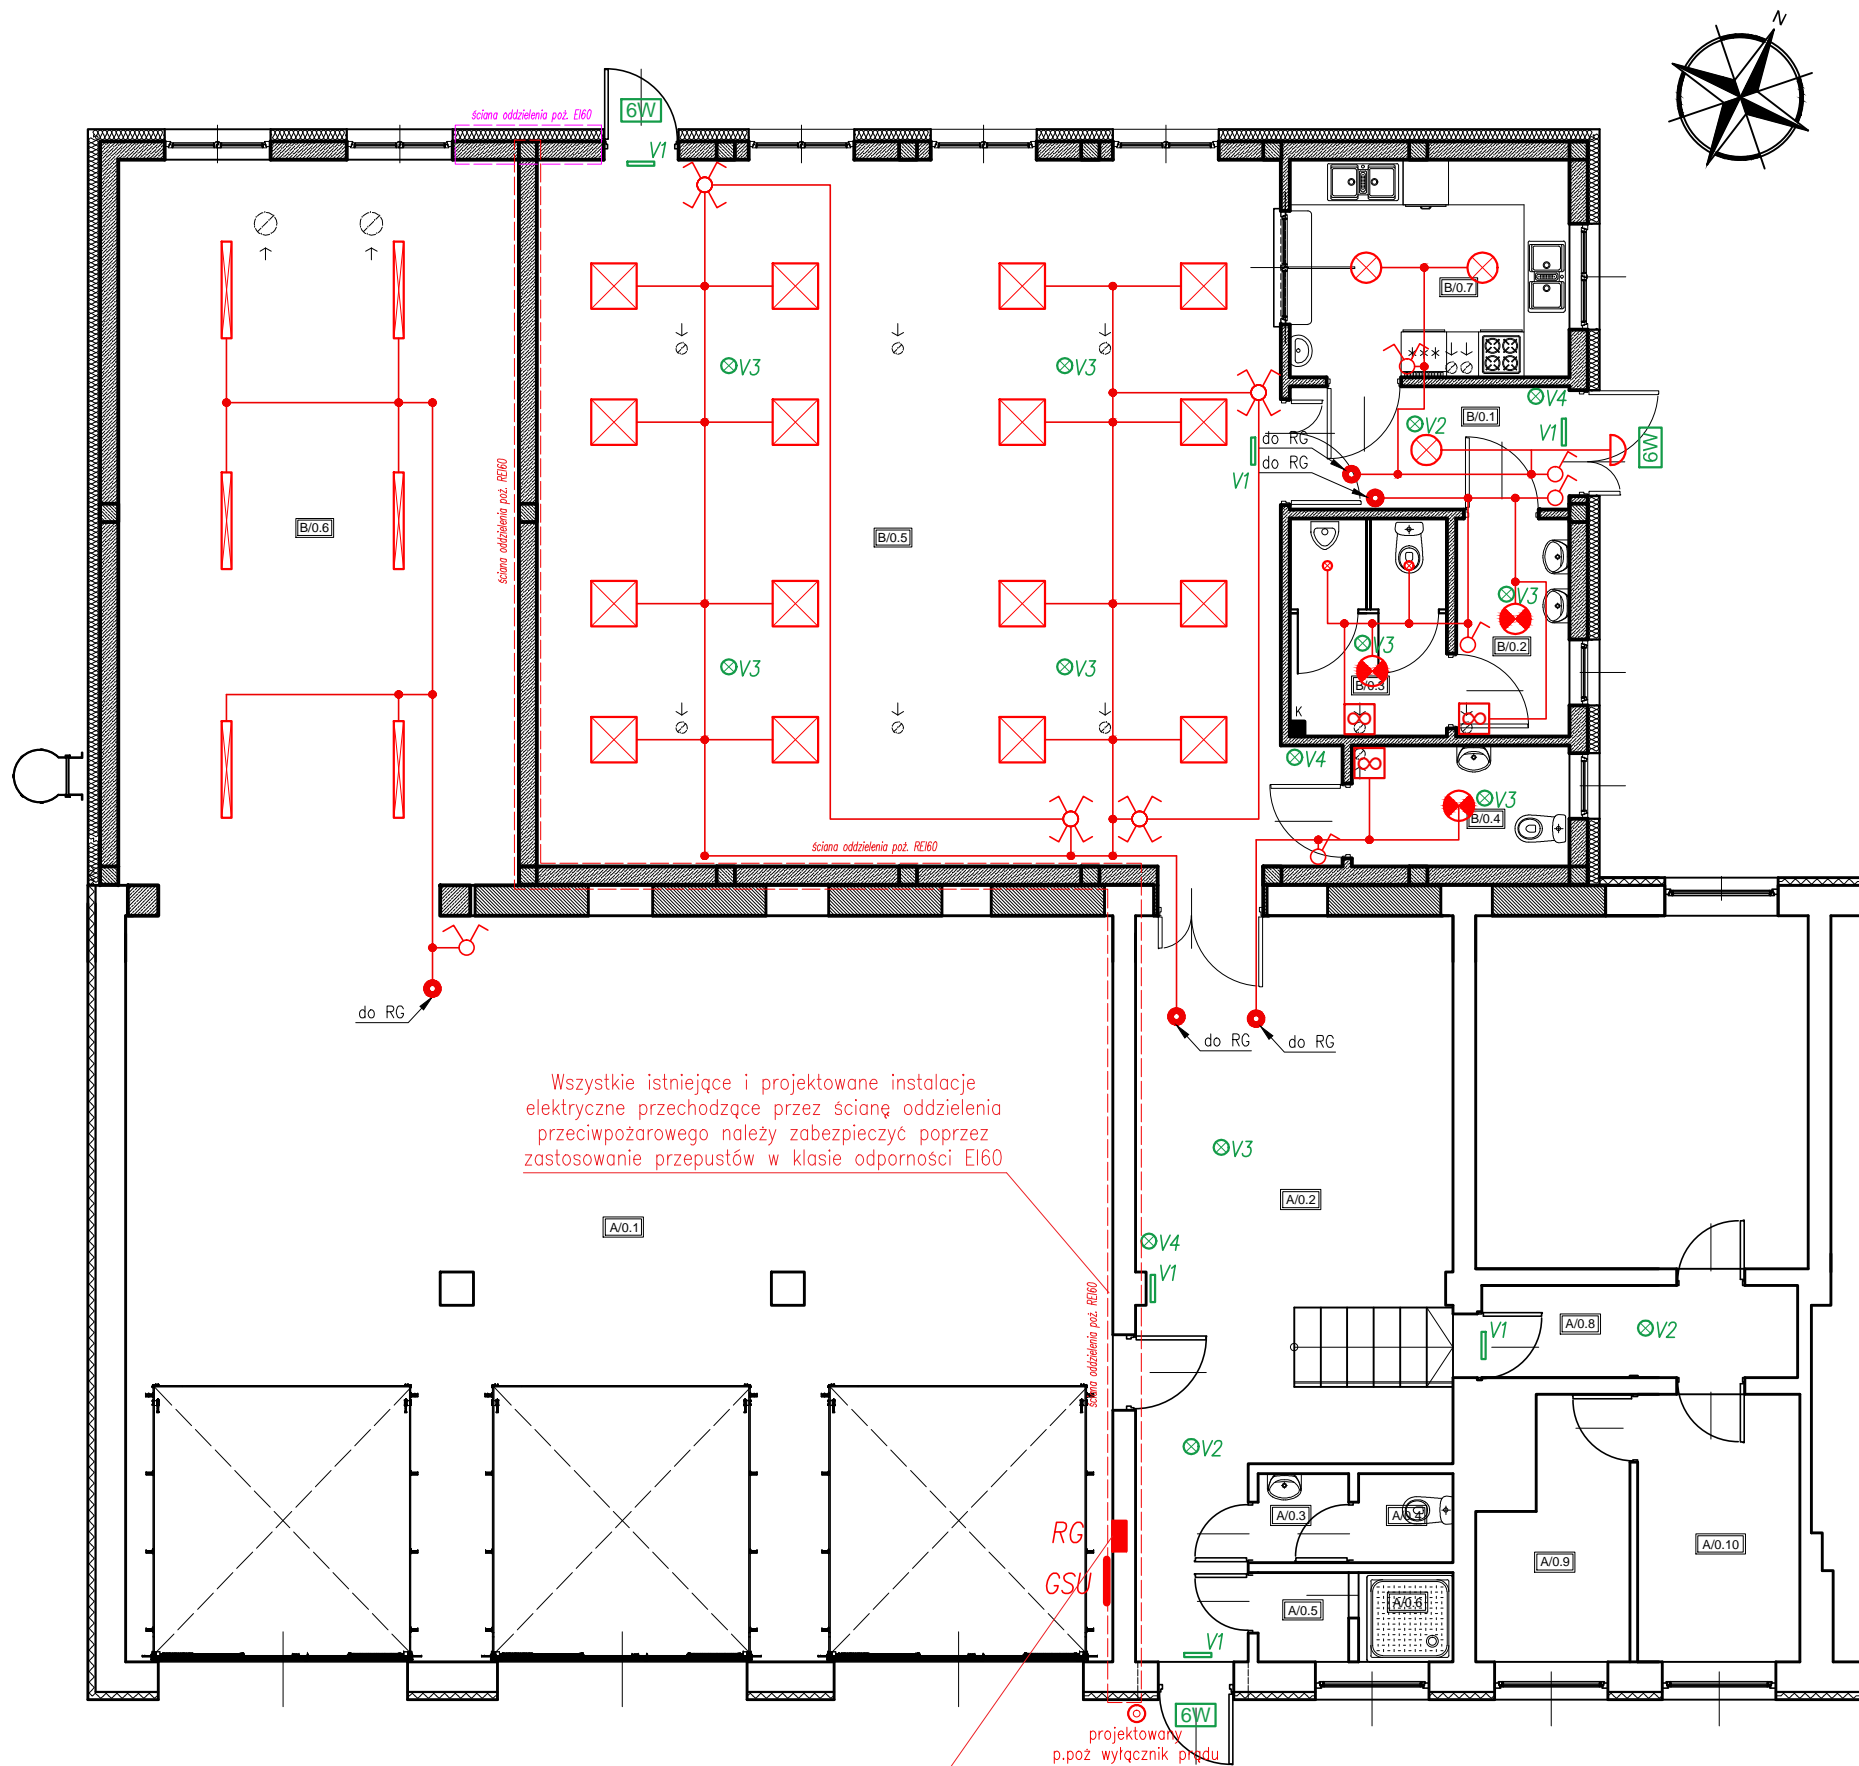 N
ściana oddzielenia poż. EI60
6W
V1
B/0.7
V3
V3
V4
B/0.1
V2
V1
6W
do RG
do RG
V1
ściana oddzielenia poż. REI60
B/0.6
B/0.5
V3
V3
B/0.2
V3
V3
B/0.3
K
V4
V3
B/0.4
ściana oddzielenia poż. REI60
do RG
do RG
do RG
Wszystkie istniejące i projektowane instalacje
elektryczne przechodzące przez ścianę oddzielenia
przeciwpożarowego należy zabezpieczyć poprzez
zastosowanie przepustów w klasie odporności EI60
V3
A/0.2
A/0.1
V4
V1
ściana oddzielenia poż. REI60
V1
A/0.8
V2
V2
RG
GSU
A/0.3
A/0.4
A/0.9
A/0.10
A/0.5
A/0.6
V1
6W
projektowany
p.poż wyłącznik prądu